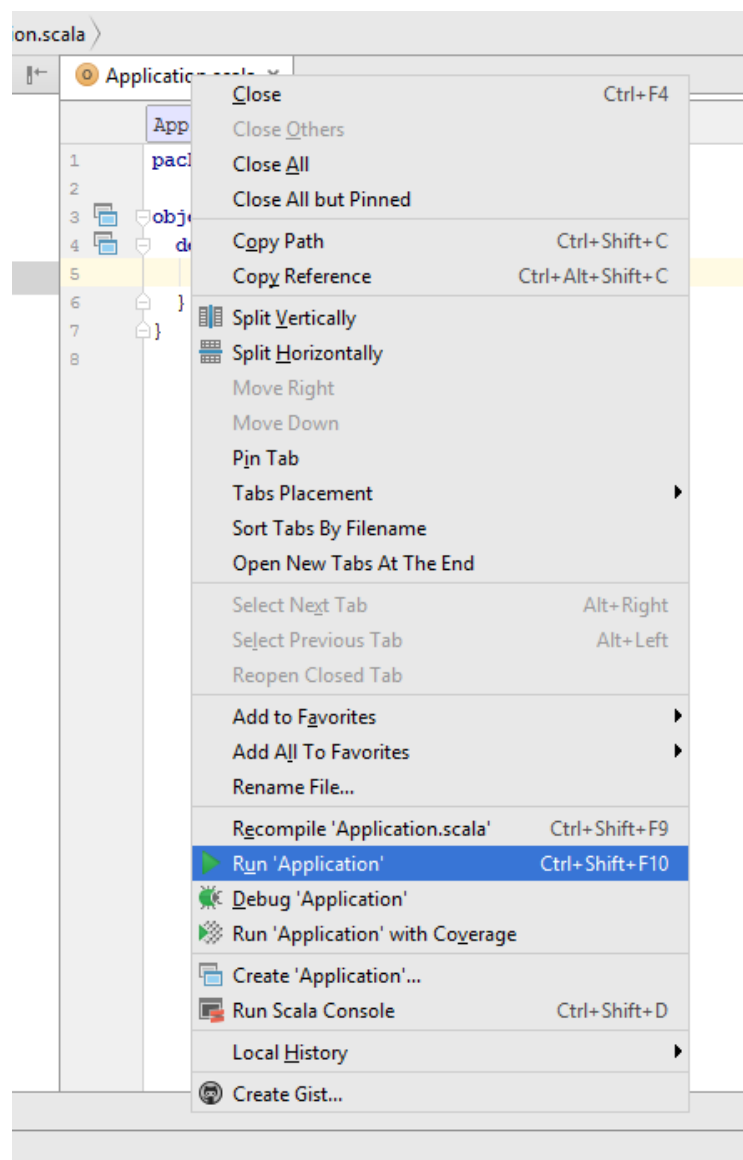 ion.scala
Application.scala
App
1 pac
2
3 obje
4 de
5
6 }
7 }
8
Close Ctrl+F4
Close Others
Close All
Close All but Pinned
Copy Path Ctrl+Shift+C
Copy Reference Ctrl+Alt+Shift+C
Split Vertically
Split Horizontally
Move Right
Move Down
Pin Tab
Tabs Placement
Sort Tabs By Filename
Open New Tabs At The End
Select Next Tab Alt+Right
Select Previous Tab Alt+Left
Reopen Closed Tab
Add to Favorites
Add All To Favorites
Rename File...
Recompile 'Application.scala' Ctrl+Shift+F9
Run 'Application' Ctrl+Shift+F10
Debug 'Application'
Run 'Application' with Coverage
Create 'Application'...
Run Scala Console Ctrl+Shift+D
Local History
Create Gist...